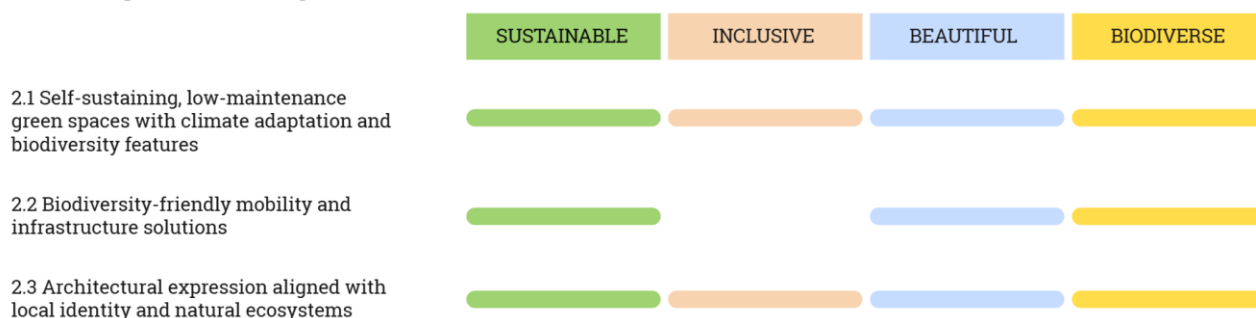 SUSTAINABLE INCLUSIVE BEAUTIFUL BIODIVERSE
2.1 Self-sustaining, low-maintenance
green spaces with climate adaptation and
biodiversity features
2.2 Biodiversity-friendly mobility and
infrastructure solutions
2.3 Architectural expression aligned with
local identity and natural ecosystems